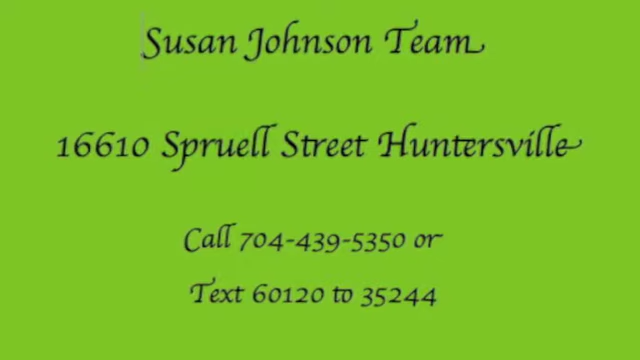 Susan Johnson Team
16610 Spruell Street Huntersville
Call 704-439-5350 or
Text 60120 to 35244